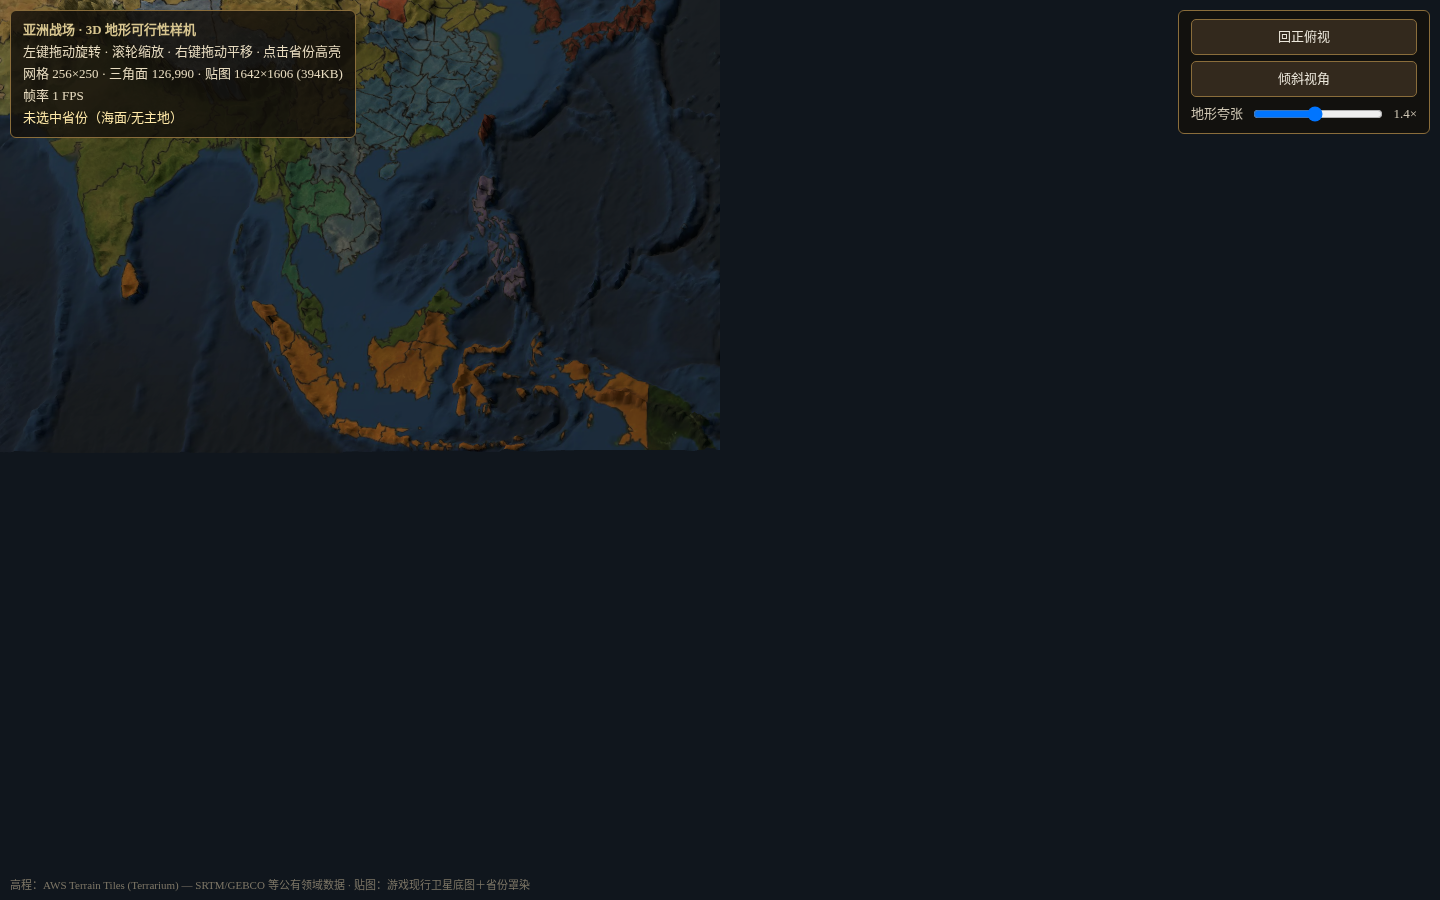 亚洲战场 · 3D 地形可行性样机
左键拖动旋转 · 滚轮缩放 · 右键拖动平移 · 点击省份高亮
网格 256×250 · 三角面 126,990 · 贴图 1642×1606 (394KB)
帧率 1 FPS
未选中省份（海面/无主地）
回正俯视
倾斜视角
地形夸张 1.4×
高程：AWS Terrain Tiles (Terrarium) — SRTM/GEBCO 等公有领域数据 · 贴图：游戏现行卫星底图＋省份罩染